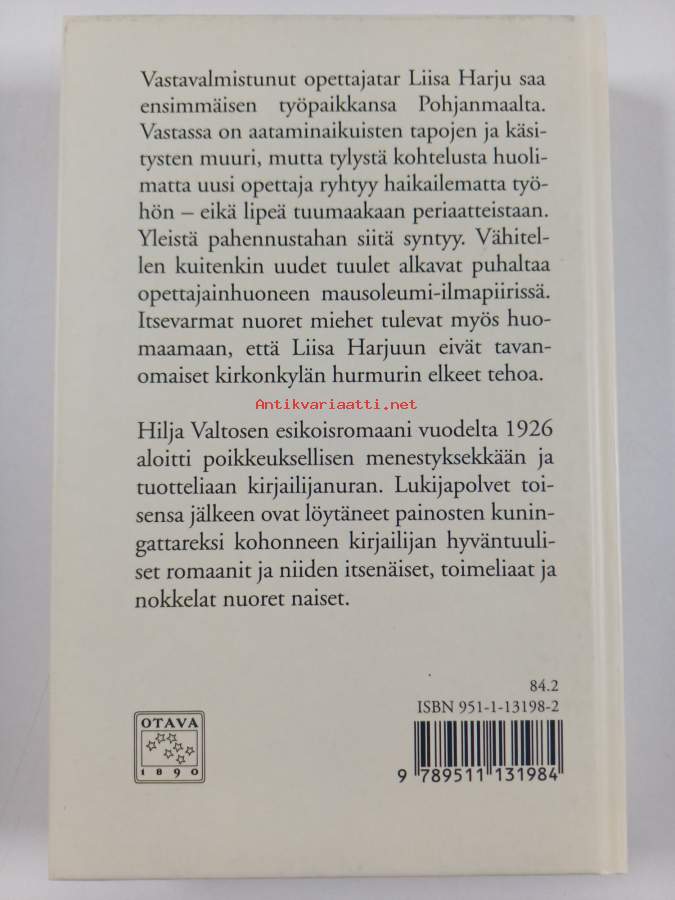 Vastavalmistunut opettajatar Liisa Harju saa
ensimmäisen työpaikkansa Pohjanmaalta.
Vastassa on aataminaikuisten tapojen ja käsi-
tysten muuri, mutta tylystä kohtelusta huoli-
matta uusi opettaja ryhtyy haikailematta työ-
hön – eikä lipeä tuumaakaan periaatteistaan.
Yleistä pahennustahan siitä syntyy. Vähitel-
len kuitenkin uudet tuulet alkavat puhaltaa
opettajainhuoneen mausoleumi-ilmapiirissä.
Itsevarmat nuoret miehet tulevat myös huo-
maamaan, että Liisa Harjuun eivät tavan-
omaiset kirkonkylän hurmurin elkeet tehoa.
Antikvariaatti.net
Hilja Valtosen esikoisromaani vuodelta 1926
aloitti poikkeuksellisen menestyksekkään ja
tuotteliaan kirjailijanuran. Lukijapolvet toi-
sensa jälkeen ovat löytäneet painosten kunin-
gattareksi kohonneen kirjailijan hyväntuuli-
set romaanit ja niiden itsenäiset, toimeliaat ja
nokkelat nuoret naiset.
84.2
ISBN 951-1-13198-2
OTAVA
1890
9 789511 131984